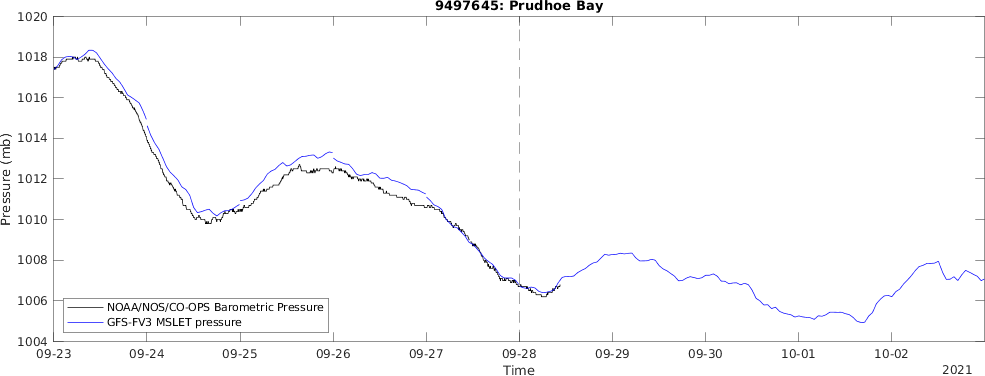 9497645: Prudhoe Bay
1020
1018
1016
1014
1012
1010
1008
1006
1004
Pressure (mb)
NOAA/NOS/CO-OPS Barometric Pressure
GFS-FV3 MSLET pressure
09-23 09-24 09-25 09-26 09-27 09-28 09-29 09-30 10-01 10-02
Time
2021